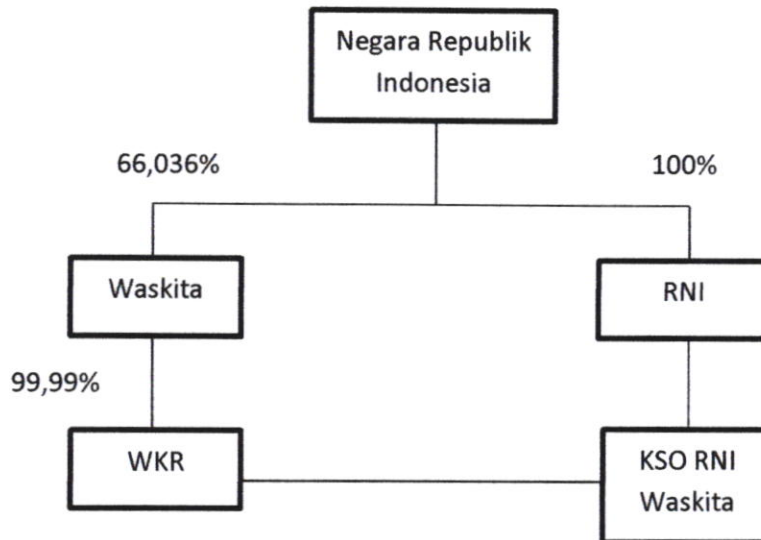 Negara Republik
Indonesia
66,036%
100%
Waskita
RNI
99,99%
WKR
KSO RNI
Waskita